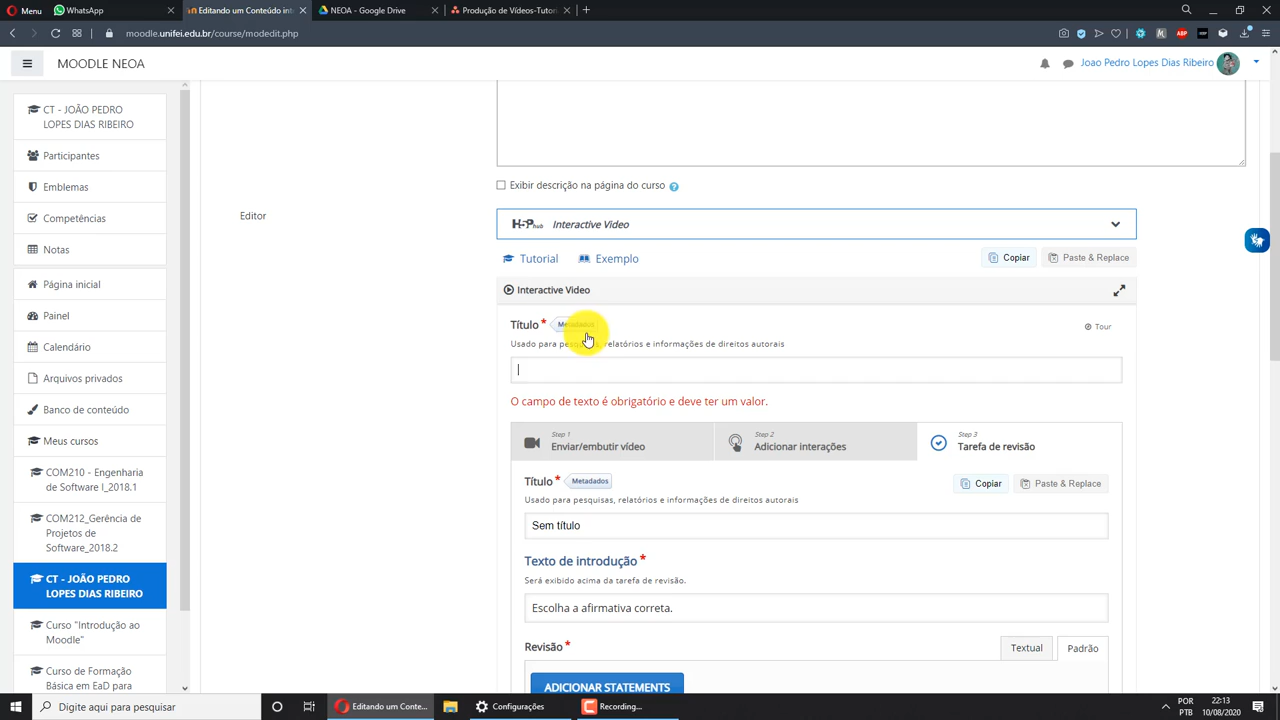 Menu
WhatsApp
Editando um Conteúdo int
NEOA - Google Drive
Produção de Vídeos-Tutori
moodle.unifei.edu.br/course/modedit.php
ABP
MOODLE NEOA
Joao Pedro Lopes Dias Ribeiro
CT - JOÃO PEDRO
LOPES DIAS RIBEIRO
Participantes
Emblemas
Competências
Notas
Página inicial
Painel
Calendário
Arquivos privados
Banco de conteúdo
Meus cursos
COM210 - Engenharia
de Software I_2018.1
COM212_Gerência de
Projetos de
Software_2018.2
CT - JOÃO PEDRO
LOPES DIAS RIBEIRO
Curso "Introdução ao
Moodle"
Curso de Formação
Básica em EaD para
Exibir descrição na página do curso
Editor
H5P hub Interactive Video
Tutorial
Exemplo
Copiar
Paste & Replace
Interactive Video
Título *
Metadados
Tour
Usado para pesquisas, relatórios e informações de direitos autorais
O campo de texto é obrigatório e deve ter um valor.
Step 1
Enviar/embutir vídeo
Step 2
Adicionar interações
Step 3
Tarefa de revisão
Título *
Metadados
Copiar
Paste & Replace
Usado para pesquisas, relatórios e informações de direitos autorais
Sem título
Texto de introdução *
Será exibido acima da tarefa de revisão.
Escolha a afirmativa correta.
Revisão *
Textual
Padrão
ADICIONAR STATEMENTS
Digite aqui para pesquisar
Editando um Conte...
Configurações
Recording...
POR
PTB
22:13
10/08/2020